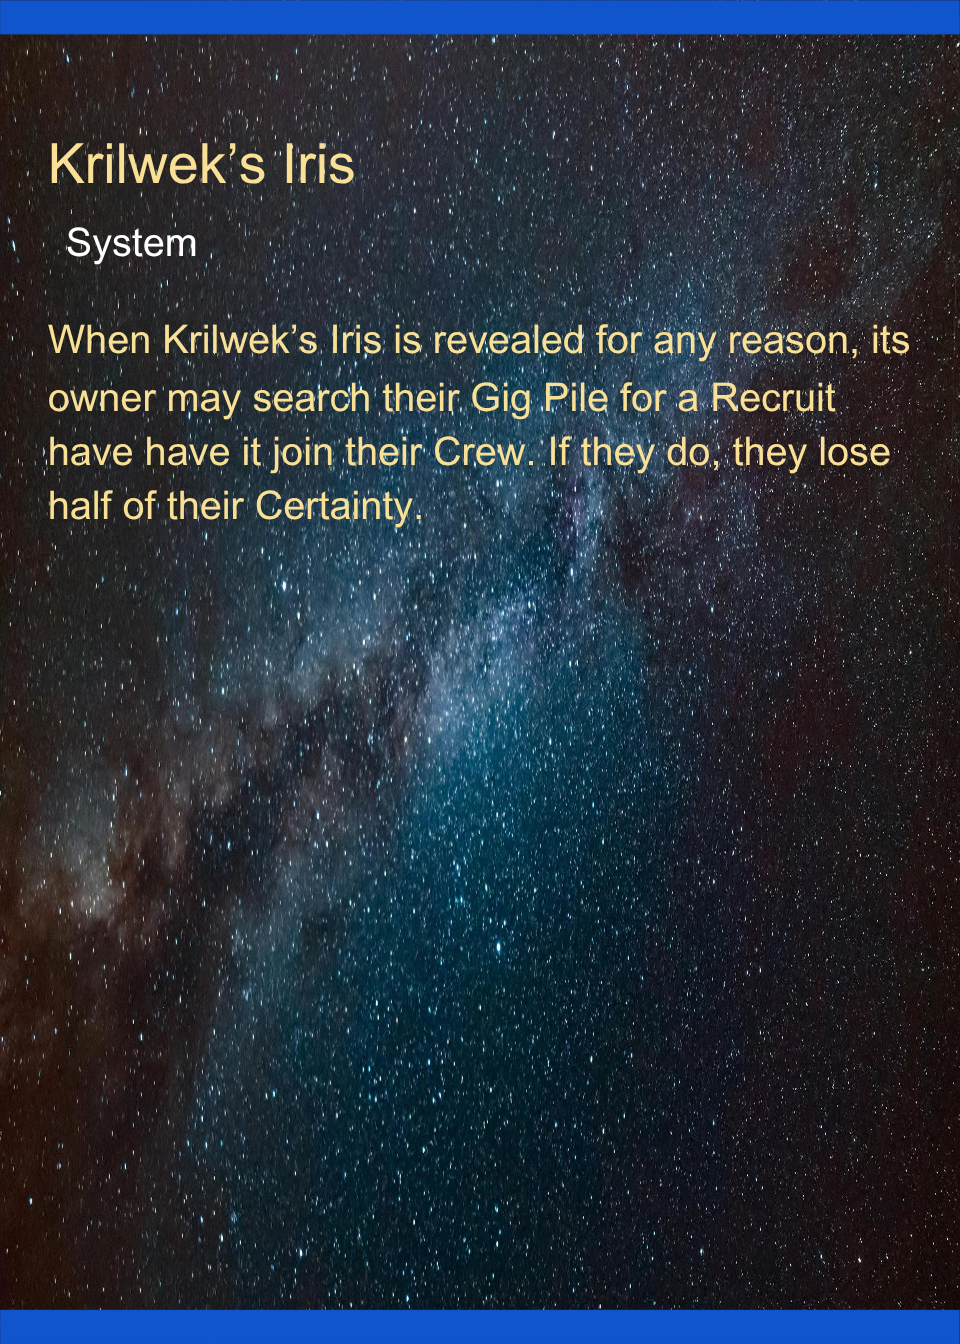 Krilwek’s Iris
System
When Krilwek’s Iris is revealed for any reason, its
owner may search their Gig Pile for a Recruit
have have it join their Crew. If they do, they lose
half of their Certainty.